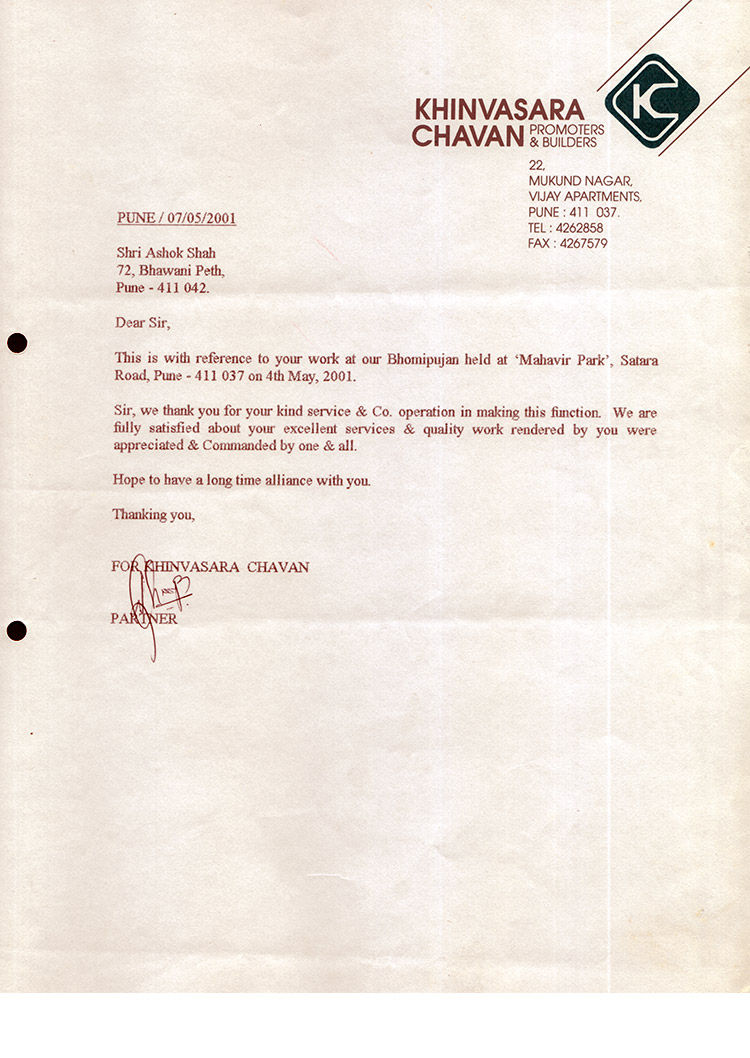 KC
KHINVASARA
CHAVAN PROMOTERS
& BUILDERS
22,
MUKUND NAGAR,
VIJAY APARTMENTS,
PUNE : 411 037.
TEL : 4262858
FAX : 4267579
PUNE / 07/05/2001
Shri Ashok Shah
72, Bhawani Peth,
Pune - 411 042.
Dear Sir,
This is with reference to your work at our Bhomipujan held at ‘Mahavir Park’, Satara
Road, Pune - 411 037 on 4th May, 2001.
Sir, we thank you for your kind service & Co. operation in making this function. We are
fully satisfied about your excellent services & quality work rendered by you were
appreciated & Commanded by one & all.
Hope to have a long time alliance with you.
Thanking you,
FOR KHINVASARA CHAVAN
PARTNER